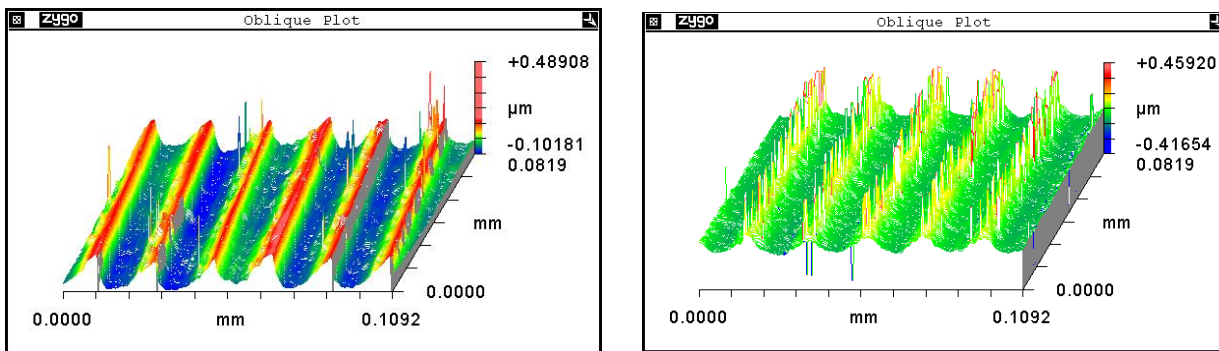 zygo Oblique Plot
+0.48908
µm
-0.10181
0.0819
mm
0.0000
0.0000 mm 0.1092
zygo Oblique Plot
+0.45920
µm
-0.41654
0.0819
mm
0.0000
0.0000 mm 0.1092